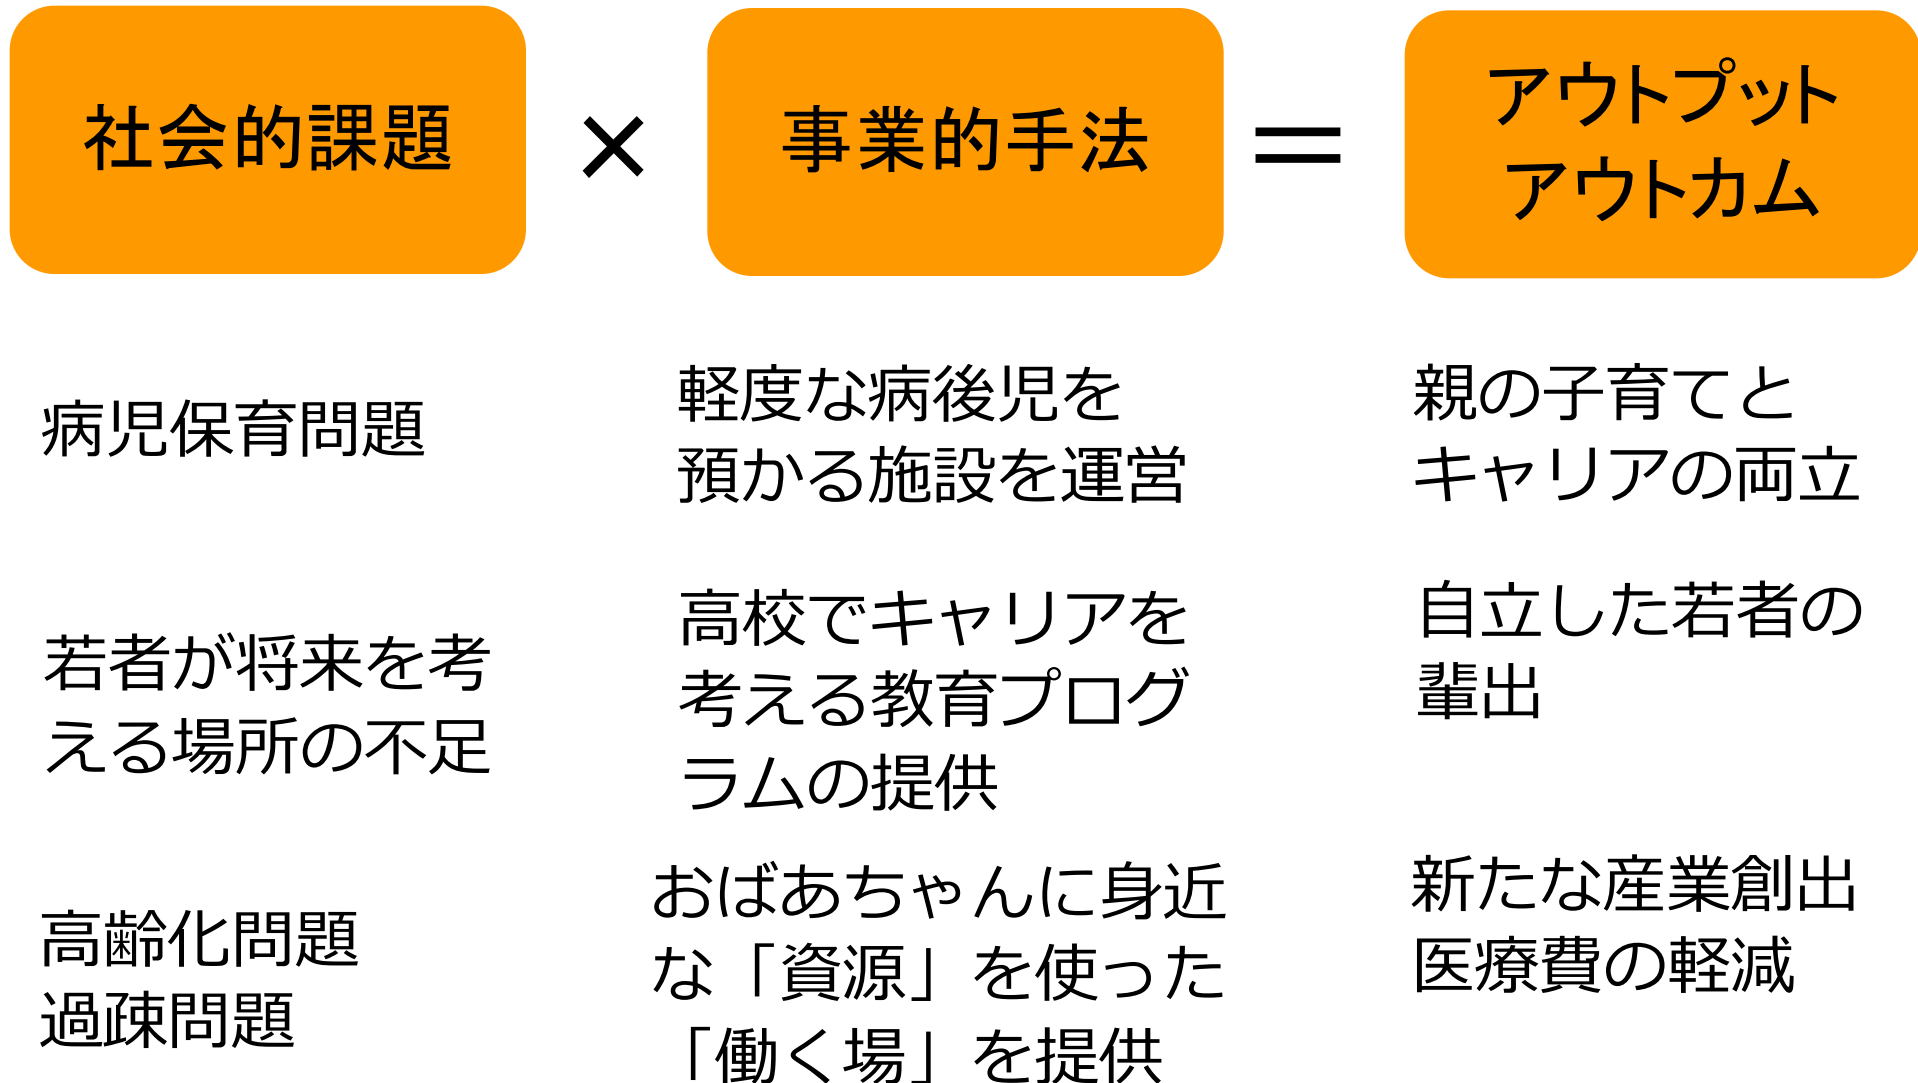 社会的課題
×
事業的手法
＝
アウトプット
アウトカム
病児保育問題
軽度な病後児を
預かる施設を運営
親の子育てと
キャリアの両立
若者が将来を考
える場所の不足
高校でキャリアを
考える教育プログ
ラムの提供
自立した若者の
輩出
高齢化問題
過疎問題
おばあちゃんに身近
な「資源」を使った
「働く場」を提供
新たな産業創出
医療費の軽減